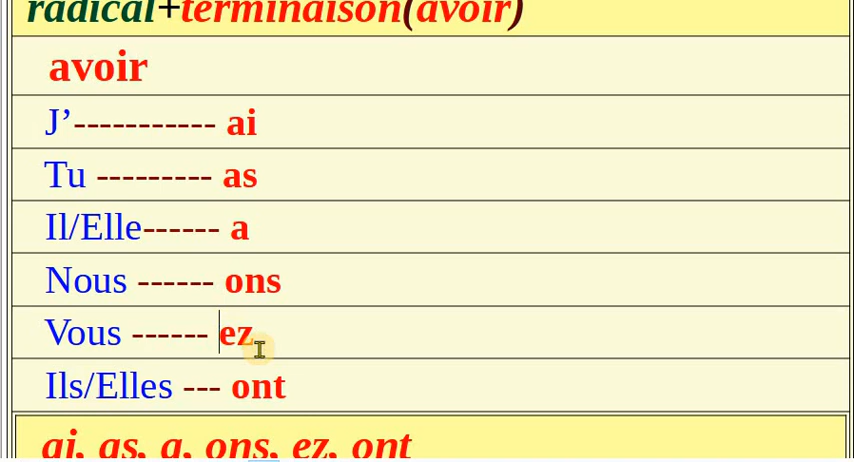 radical+terminaison(avoir)
avoir
J’----------- ai
Tu --------- as
Il/Elle------ a
Nous ------ ons
Vous ------ ez
Ils/Elles --- ont
ai, as, a, ons, ez, ont